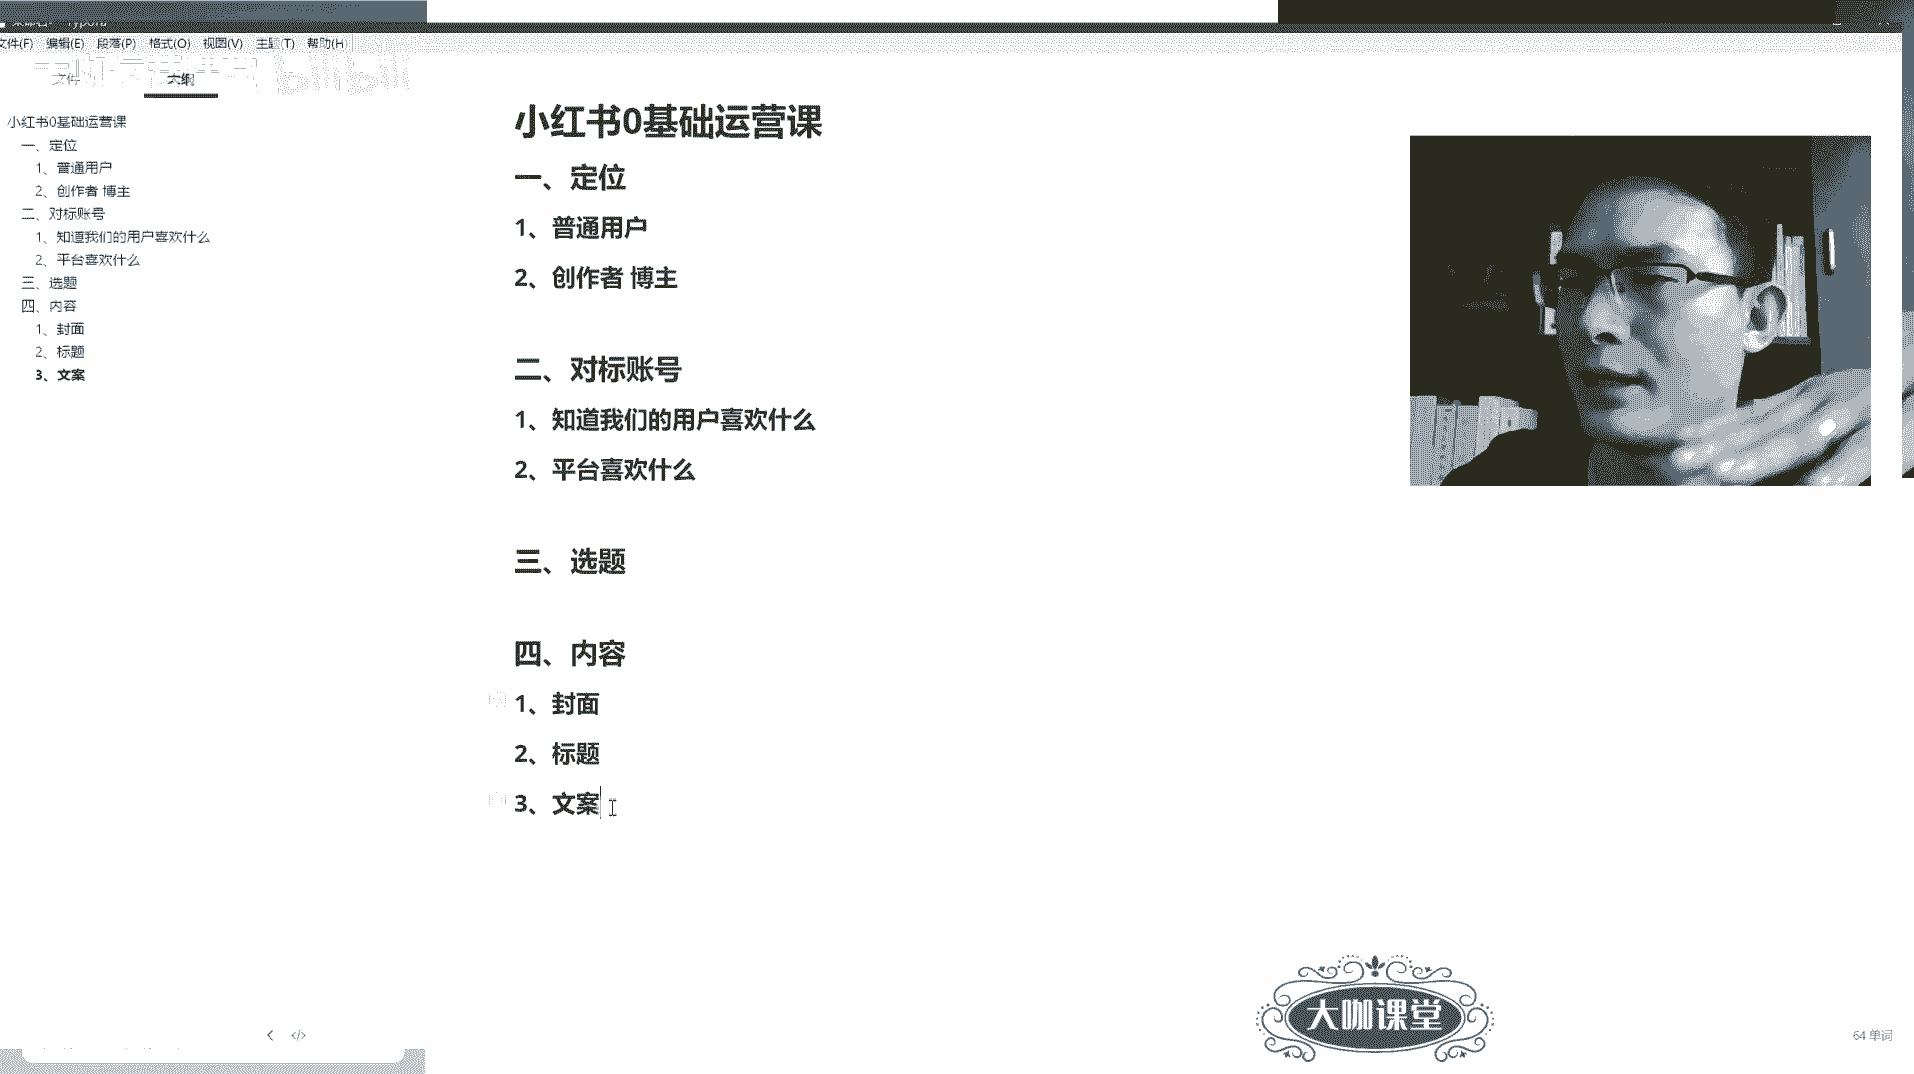 文件(F) 编辑(E) 段落(P) 格式(O) 视图(V) 主题(T) 帮助(H)
文件 大纲
小红书0基础运营课
一、定位
1、普通用户
2、创作者 博主
二、对标账号
1、知道我们的用户喜欢什么
2、平台喜欢什么
三、选题
四、内容
1、封面
2、标题
3、文案
小红书0基础运营课
一、定位
1、普通用户
2、创作者 博主
二、对标账号
1、知道我们的用户喜欢什么
2、平台喜欢什么
三、选题
四、内容
1、封面
2、标题
3、文案
大咖课堂
64 单词